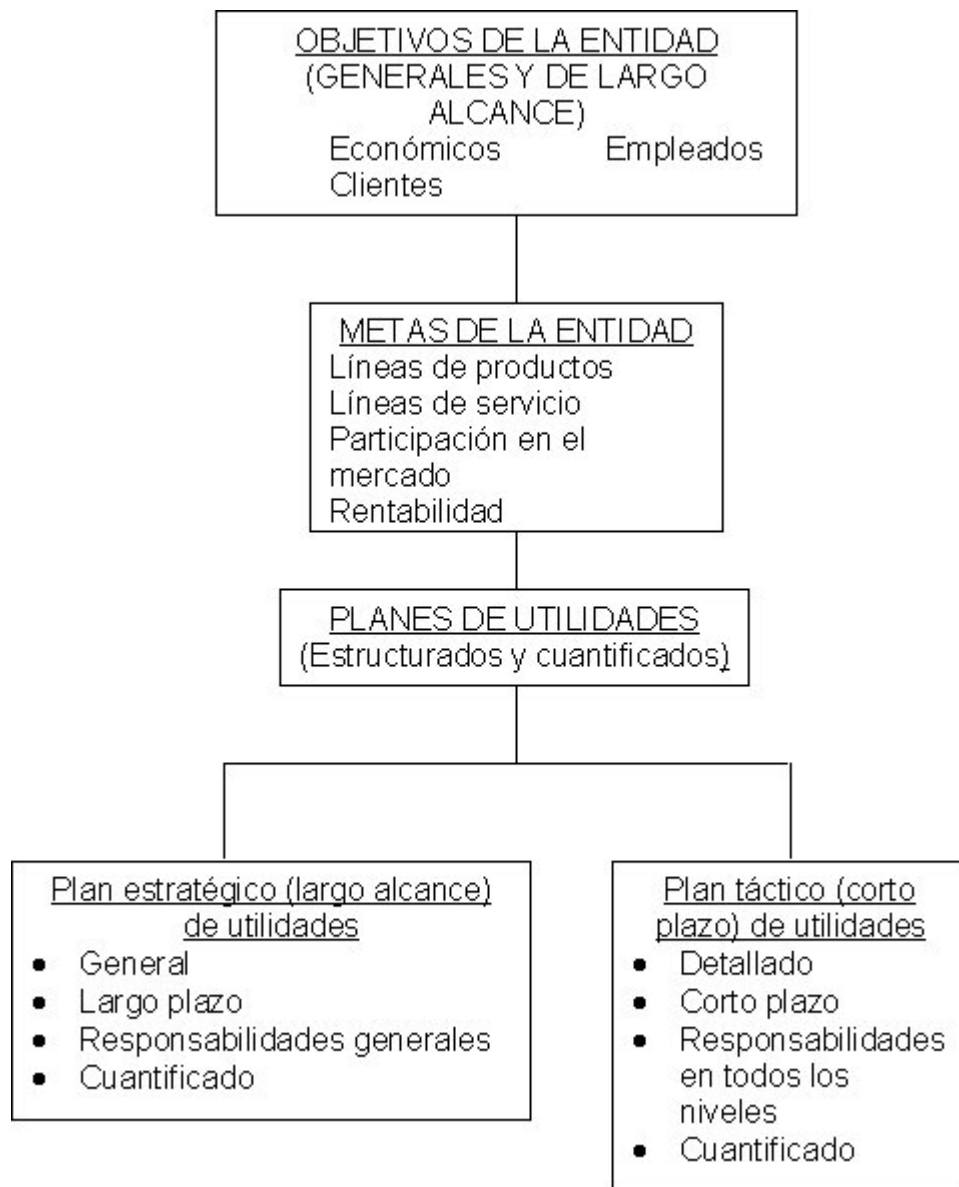 OBJETIVOS DE LA ENTIDAD
(GENERALES Y DE LARGO
ALCANCE)
Económicos Empleados
Clientes
METAS DE LA ENTIDAD
Líneas de productos
Líneas de servicio
Participación en el
mercado
Rentabilidad
PLANES DE UTILIDADES
(Estructurados y cuantificados)
Plan estratégico (largo alcance)
de utilidades
• General
• Largo plazo
• Responsabilidades generales
• Cuantificado
Plan táctico (corto
plazo) de utilidades
• Detallado
• Corto plazo
• Responsabilidades
en todos los
niveles
• Cuantificado